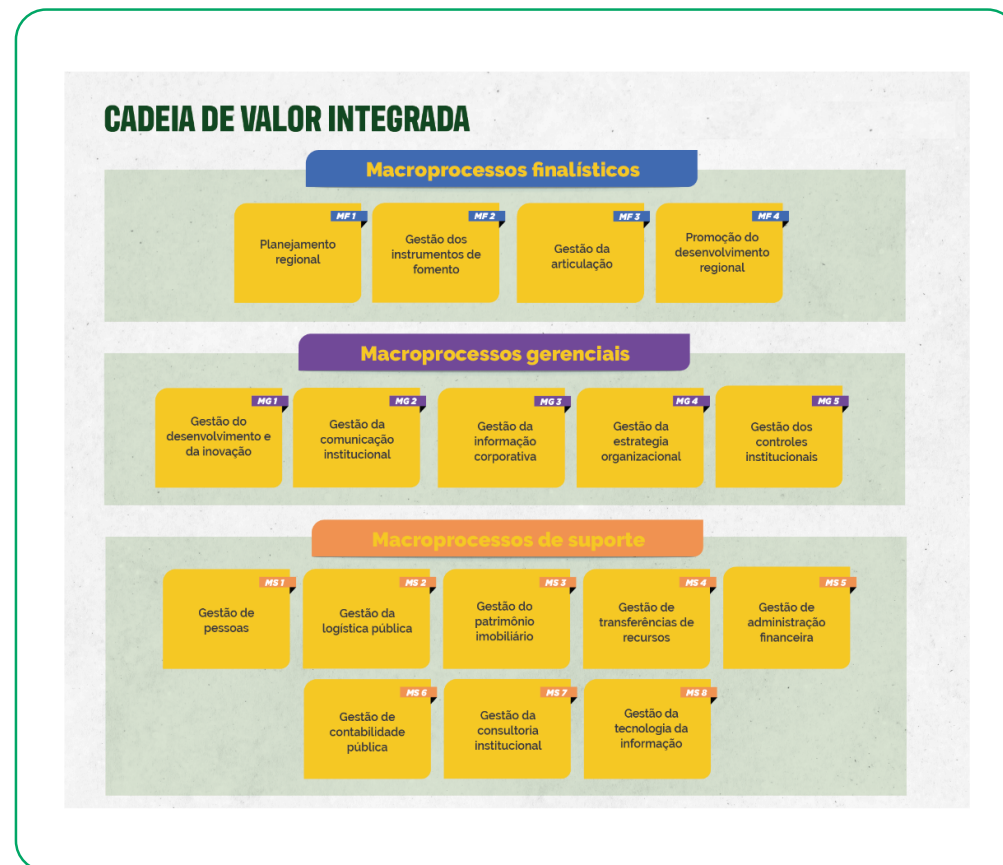 CADEIA DE VALOR INTEGRADA
Macroprocessos finalísticos
MF 1
Planejamento
regional
MF 2
Gestão dos
instrumentos de
fomento
MF 3
Gestão da
articulação
MF 4
Promoção do
desenvolvimento
regional
Macroprocessos gerenciais
MG 1
Gestão do
desenvolvimento e
da inovação
MG 2
Gestão da
comunicação
institucional
MG 3
Gestão da
informação
corporativa
MG 4
Gestão da
estrategia
organizacional
MG 5
Gestão dos
controles
institucionais
Macroprocessos de suporte
MS 1
Gestão de
pessoas
MS 2
Gestão da
logística pública
MS 3
Gestão do
patrimônio
imobiliário
MS 4
Gestão de
transferências de
recursos
MS 5
Gestão de
administração
financeira
MS 6
Gestão de
contabilidade
pública
MS 7
Gestão da
consultoria
institucional
MS 8
Gestão da
tecnologia da
informação